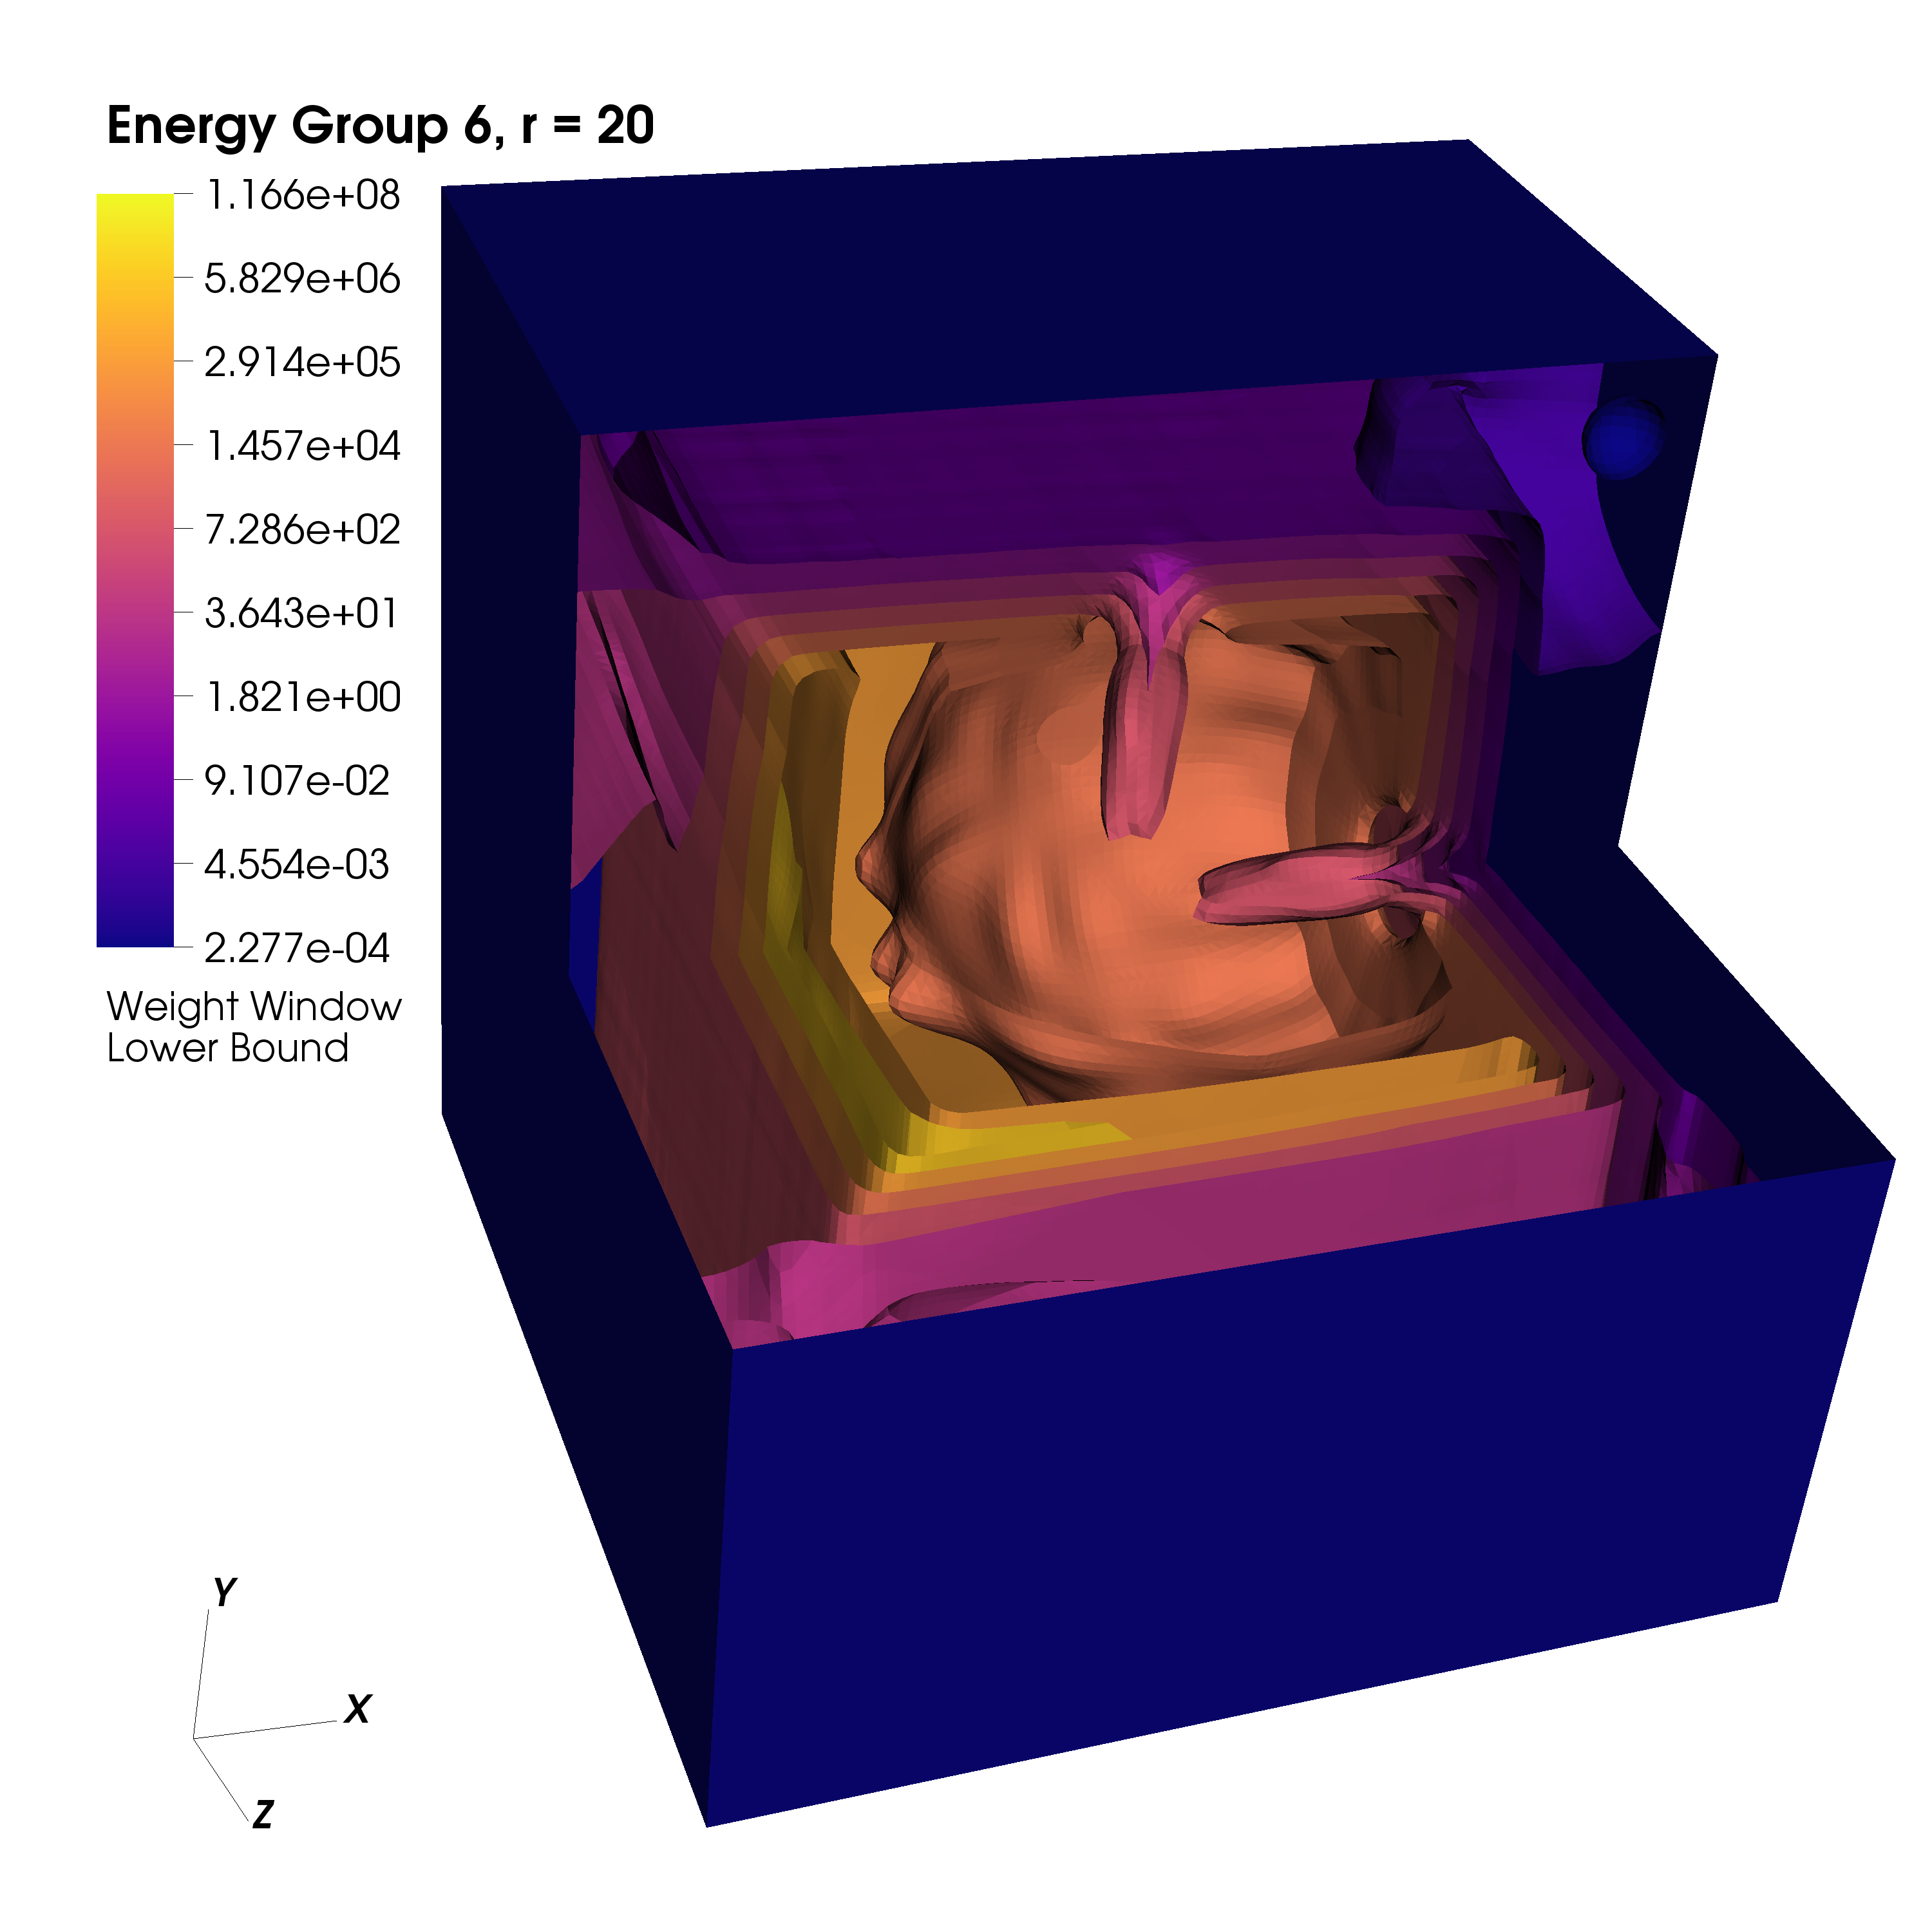 Energy Group 6, r = 20
1.166e+08
5.829e+06
2.914e+05
1.457e+04
7.286e+02
3.643e+01
1.821e+00
9.107e-02
4.554e-03
2.277e-04
Weight Window
Lower Bound
Y
X
Z